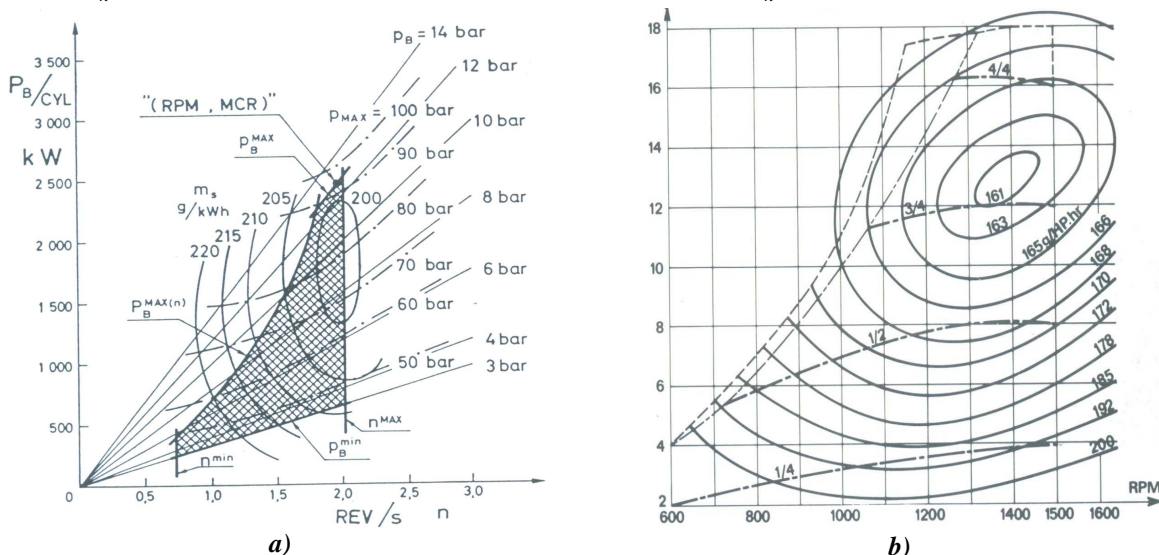 p_B = 14 bar
3 500
12 bar
P_B/CYL
"(RPM, MCR)"
p_MAX = 100 bar
3 000
10 bar
p_B^MAX
kW
90 bar
2 500
m_s
g/kWh
205
200
8 bar
210
80 bar
2 000
215
220
70 bar
6 bar
1 500
p_B^MAX(n)
60 bar
1 000
4 bar
50 bar
3 bar
500
n^MAX
n^min
p_B^min
0
0,5
1,0
1,5
2,0
2,5
3,0
REV/s n
a)
18
16
14
12
10
8
6
4
2
4/4
3/4
1/2
1/4
161
163
165g/HP.hr
166
168
170
172
178
185
192
200
RPM
600
800
1000
1200
1400
1500
1600
b)